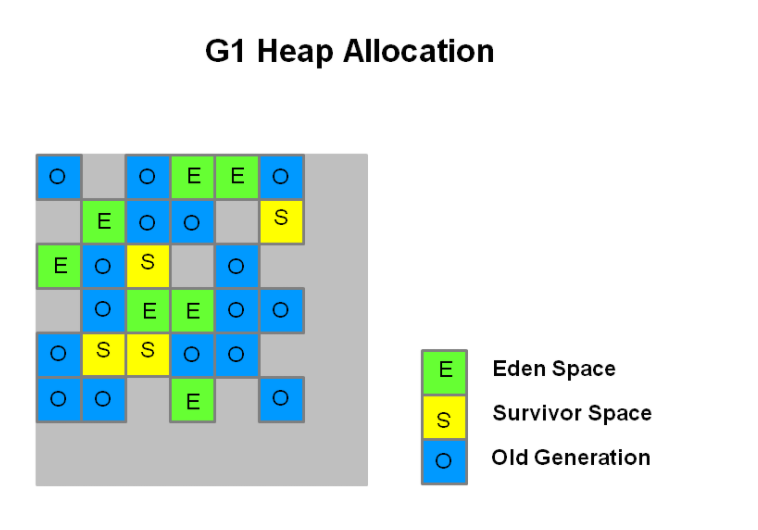 G1 Heap Allocation
O O E E O
E O O S
E O S O
O E E O O
O S S O O
O O E O
E Eden Space
S Survivor Space
O Old Generation